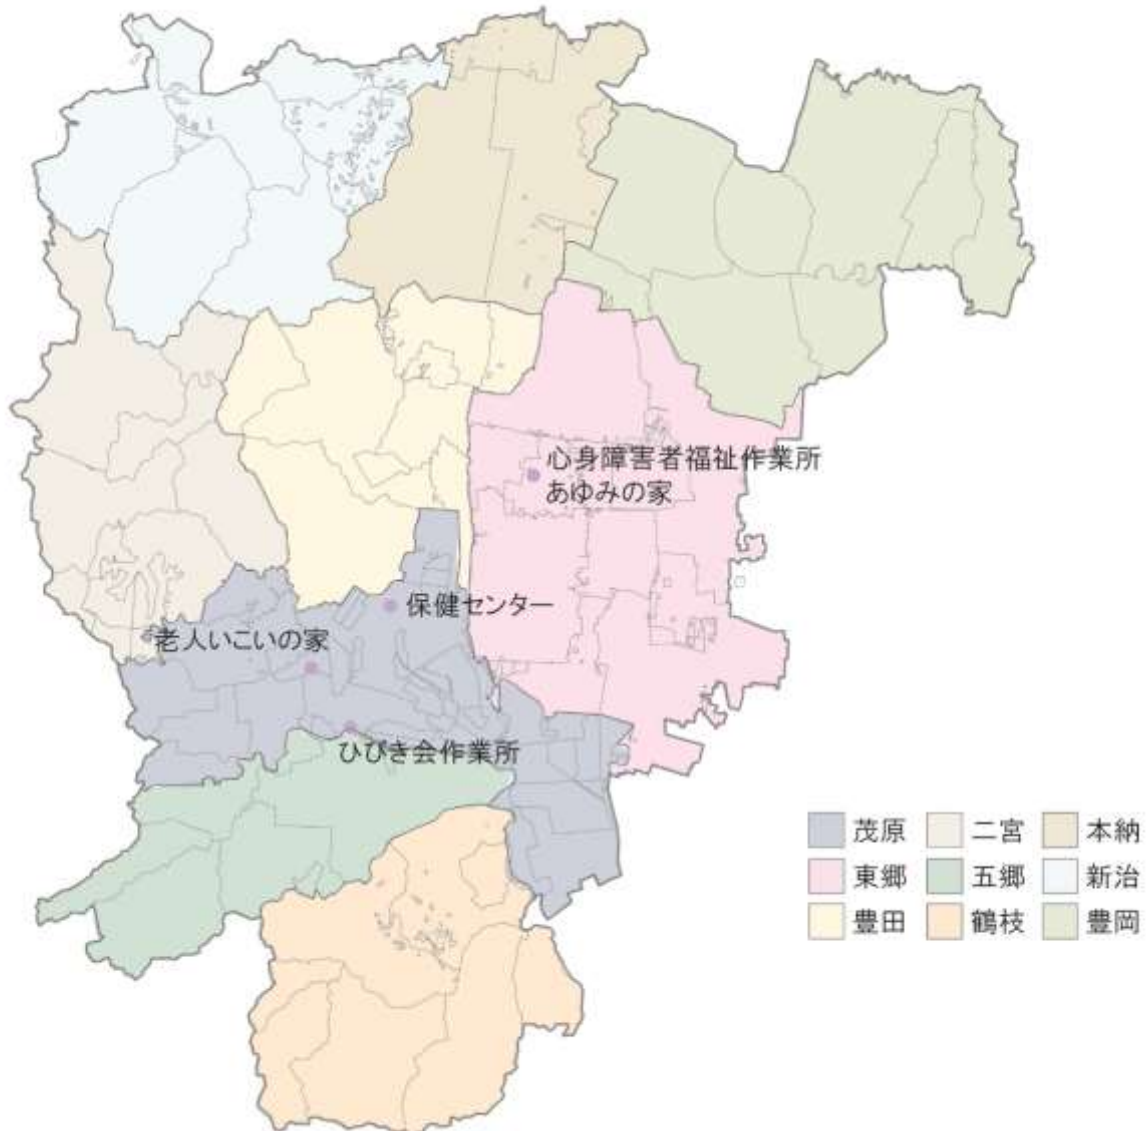 心身障害者福祉作業所
あゆみの家
保健センター
老人いこいの家
ひびき会作業所
茂原 二宮 本納
東郷 五郷 新治
豊田 鶴枝 豊岡